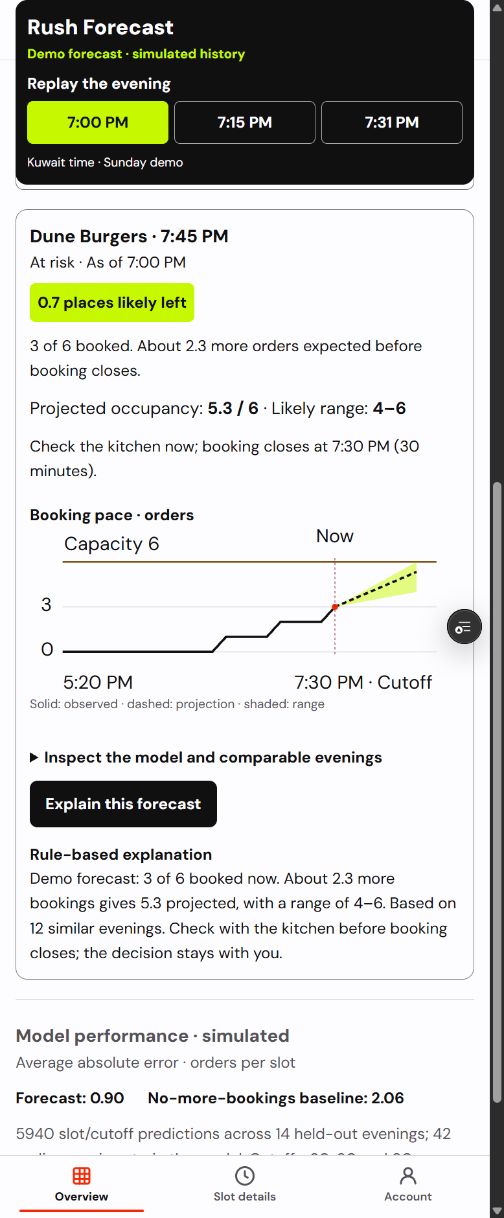 Rush Forecast
Demo forecast · simulated history
Replay the evening
7:00 PM
7:15 PM
7:31 PM
Kuwait time · Sunday demo
Dune Burgers · 7:45 PM
At risk · As of 7:00 PM
0.7 places likely left
3 of 6 booked. About 2.3 more orders expected before
booking closes.
Projected occupancy: 5.3 / 6 · Likely range: 4–6
Check the kitchen now; booking closes at 7:30 PM (30
minutes).
Booking pace · orders
Capacity 6
Now
3
0
5:20 PM
7:30 PM · Cutoff
Solid: observed · dashed: projection · shaded: range
Inspect the model and comparable evenings
Explain this forecast
Rule-based explanation
Demo forecast: 3 of 6 booked now. About 2.3 more
bookings gives 5.3 projected, with a range of 4–6. Based on
12 similar evenings. Check with the kitchen before booking
closes; the decision stays with you.
Model performance · simulated
Average absolute error · orders per slot
Forecast: 0.90
No-more-bookings baseline: 2.06
5940 slot/cutoff predictions across 14 held-out evenings; 42
Overview
Slot details
Account